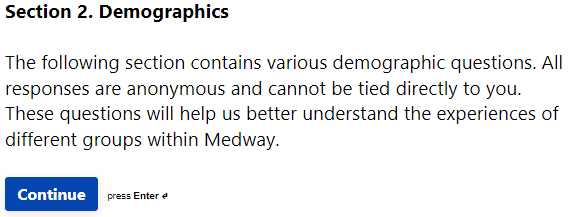 Section 2. Demographics
The following section contains various demographic questions. All
responses are anonymous and cannot be tied directly to you.
These questions will help us better understand the experiences of
different groups within Medway.
Continue press Enter ↵